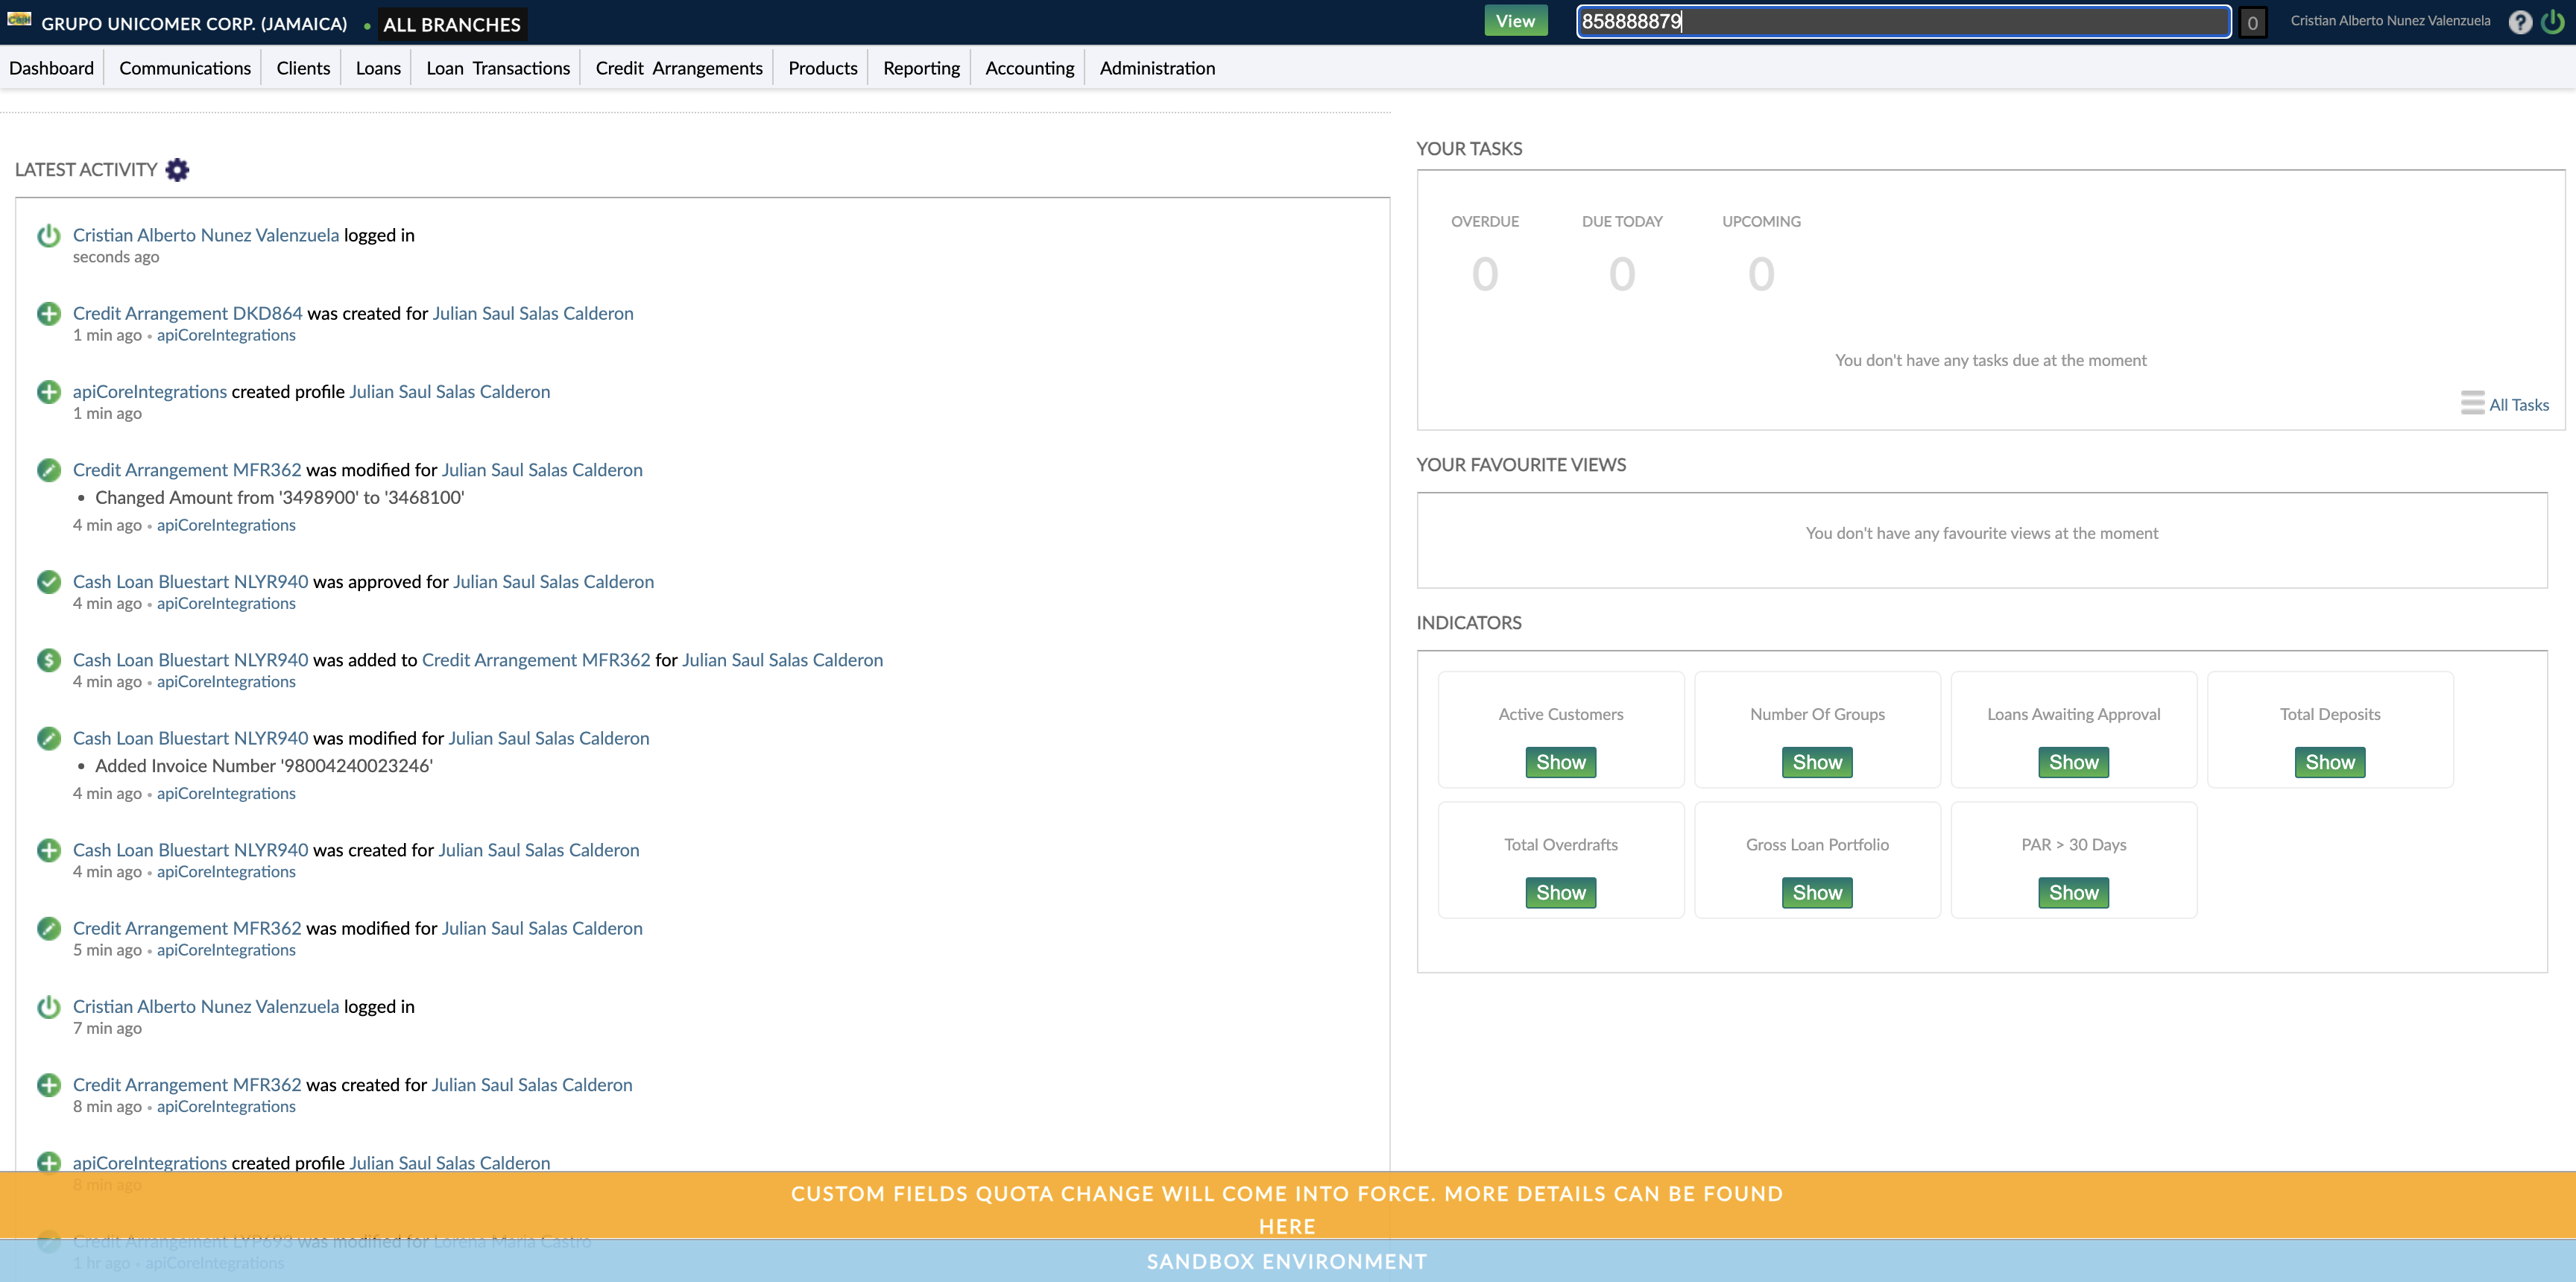 GRUPO UNICOMER CORP. (JAMAICA) • ALL BRANCHES
View
858888879
0
Cristian Alberto Nunez Valenzuela
?
Dashboard
Communications
Clients
Loans
Loan Transactions
Credit Arrangements
Products
Reporting
Accounting
Administration
LATEST ACTIVITY
Cristian Alberto Nunez Valenzuela logged in
seconds ago
Credit Arrangement DKD864 was created for Julian Saul Salas Calderon
1 min ago • apiCoreIntegrations
apiCoreIntegrations created profile Julian Saul Salas Calderon
1 min ago
Credit Arrangement MFR362 was modified for Julian Saul Salas Calderon
• Changed Amount from '3498900' to '3468100'
4 min ago • apiCoreIntegrations
Cash Loan Bluestart NLYR940 was approved for Julian Saul Salas Calderon
4 min ago • apiCoreIntegrations
Cash Loan Bluestart NLYR940 was added to Credit Arrangement MFR362 for Julian Saul Salas Calderon
4 min ago • apiCoreIntegrations
Cash Loan Bluestart NLYR940 was modified for Julian Saul Salas Calderon
• Added Invoice Number '98004240023246'
4 min ago • apiCoreIntegrations
Cash Loan Bluestart NLYR940 was created for Julian Saul Salas Calderon
4 min ago • apiCoreIntegrations
Credit Arrangement MFR362 was modified for Julian Saul Salas Calderon
5 min ago • apiCoreIntegrations
Cristian Alberto Nunez Valenzuela logged in
7 min ago
Credit Arrangement MFR362 was created for Julian Saul Salas Calderon
8 min ago • apiCoreIntegrations
apiCoreIntegrations created profile Julian Saul Salas Calderon
8 min ago
Credit Arrangement LYP693 was modified for Lorena Maria Castro
1 hr ago • apiCoreIntegrations
YOUR TASKS
OVERDUE
DUE TODAY
UPCOMING
0
0
0
You don't have any tasks due at the moment
All Tasks
YOUR FAVOURITE VIEWS
You don't have any favourite views at the moment
INDICATORS
Active Customers
Number Of Groups
Loans Awaiting Approval
Total Deposits
Show
Show
Show
Show
Total Overdrafts
Gross Loan Portfolio
PAR > 30 Days
Show
Show
Show
CUSTOM FIELDS QUOTA CHANGE WILL COME INTO FORCE. MORE DETAILS CAN BE FOUND
HERE
SANDBOX ENVIRONMENT